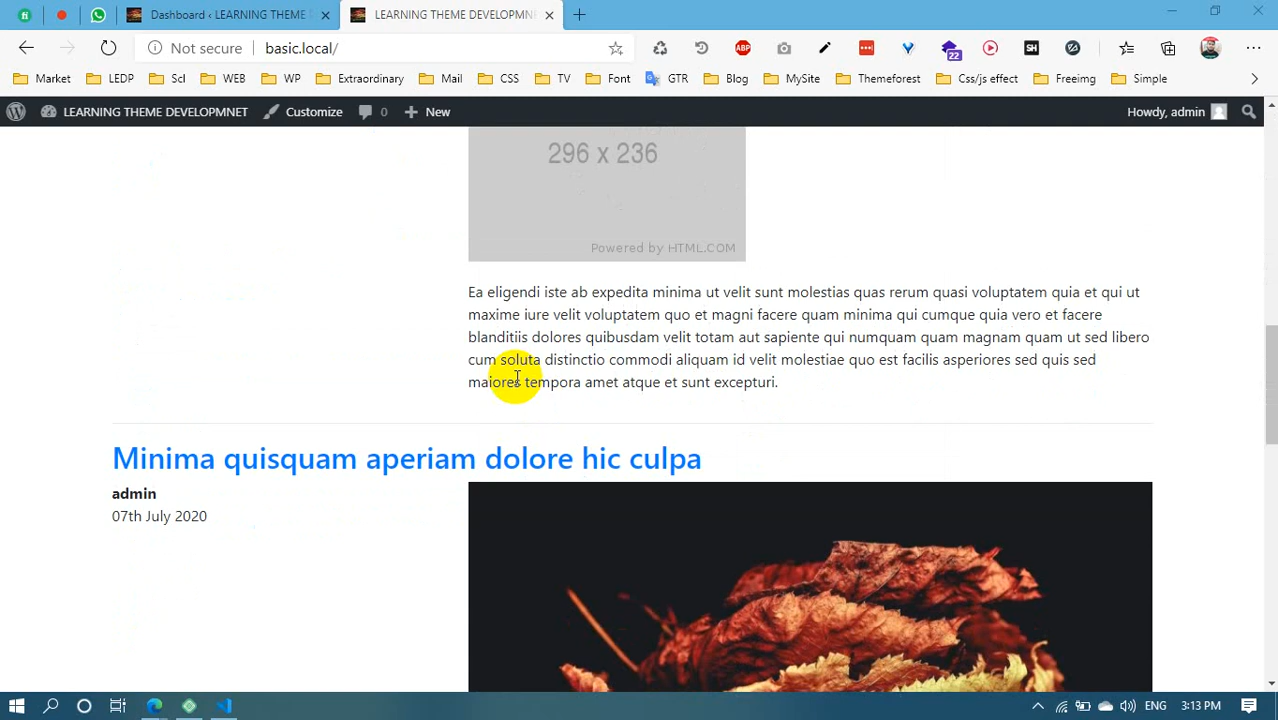 Dashboard ‹ LEARNING THEME
LEARNING THEME DEVELOPMN
Not secure
basic.local/
ABP
SH
22
Market
LEDP
Scl
WEB
WP
Extraordinary
Mail
CSS
TV
Font
GTR
Blog
MySite
Themeforest
Css/js effect
Freeimg
Simple
LEARNING THEME DEVELOPMNET
Customize
0
New
Howdy, admin
296 x 236
Powered by HTML.COM
Ea eligendi iste ab expedita minima ut velit sunt molestias quas rerum quasi voluptatem quia et qui ut
maxime iure velit voluptatem quo et magni facere quam minima qui cumque quia vero et facere
blanditiis dolores quibusdam velit totam aut sapiente qui numquam quam magnam quam ut sed libero
cum soluta distinctio commodi aliquam id velit molestiae quo est facilis asperiores sed quis sed
maiores tempora amet atque et sunt excepturi.
Minima quisquam aperiam dolore hic culpa
admin
07th July 2020
ENG
3:13 PM